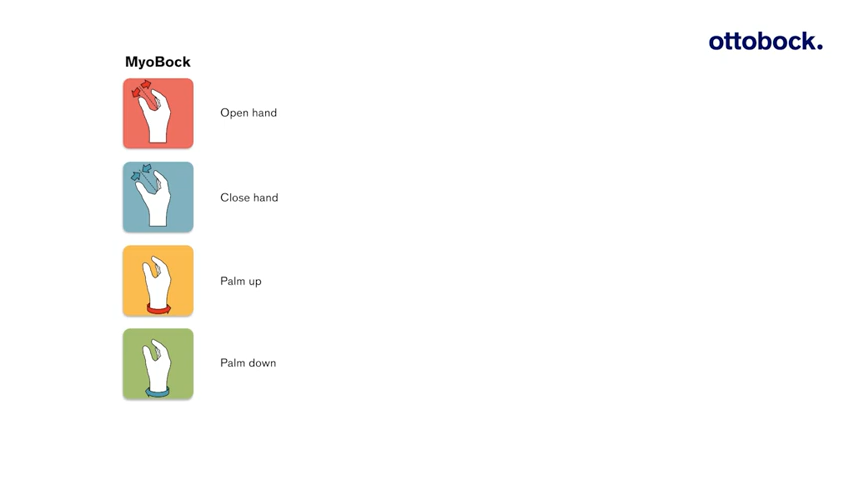 ottobock.
MyoBock
Open hand
Close hand
Palm up
Palm down